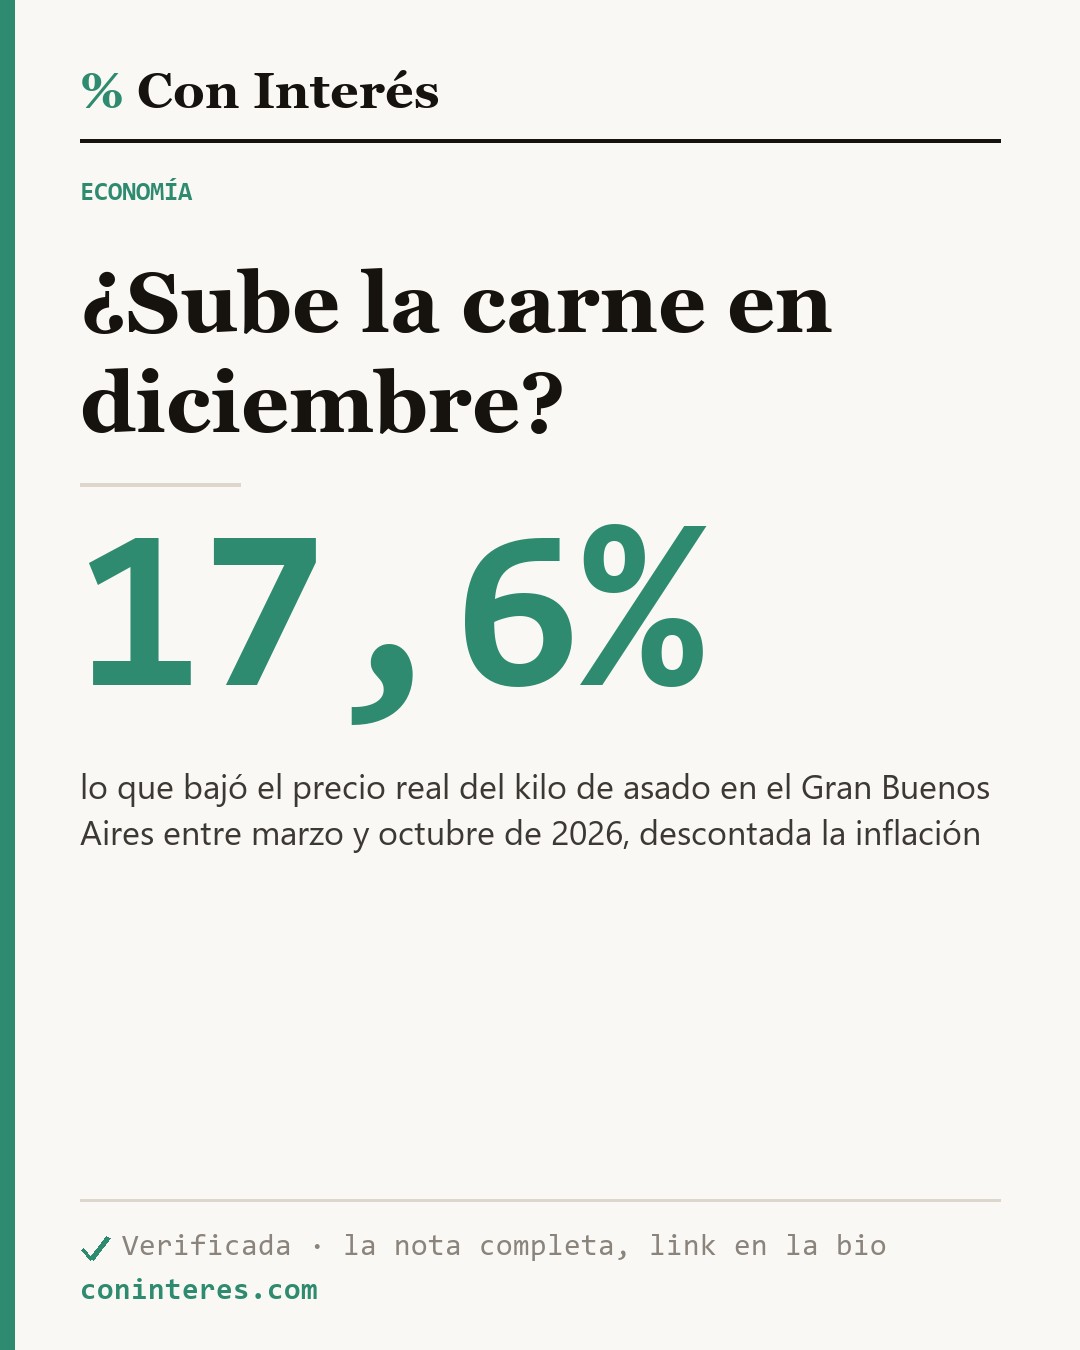 % Con Interés
ECONOMÍA
¿Sube la carne en
diciembre?
17,6%
lo que bajó el precio real del kilo de asado en el Gran Buenos
Aires entre marzo y octubre de 2026, descontada la inflación
✓ Verificada · la nota completa, link en la bio
coninteres.com